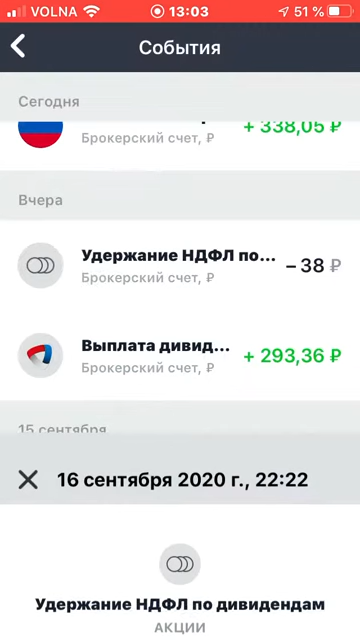 VOLNA 13:03 51 %
События
Сегодня
+ 338,05 ₽
Брокерский счет, ₽
Вчера
Удержание НДФЛ по...
– 38 ₽
Брокерский счет, ₽
Выплата дивид...
+ 293,36 ₽
Брокерский счет, ₽
15 сентября
16 сентября 2020 г., 22:22
Удержание НДФЛ по дивидендам
АКЦИИ